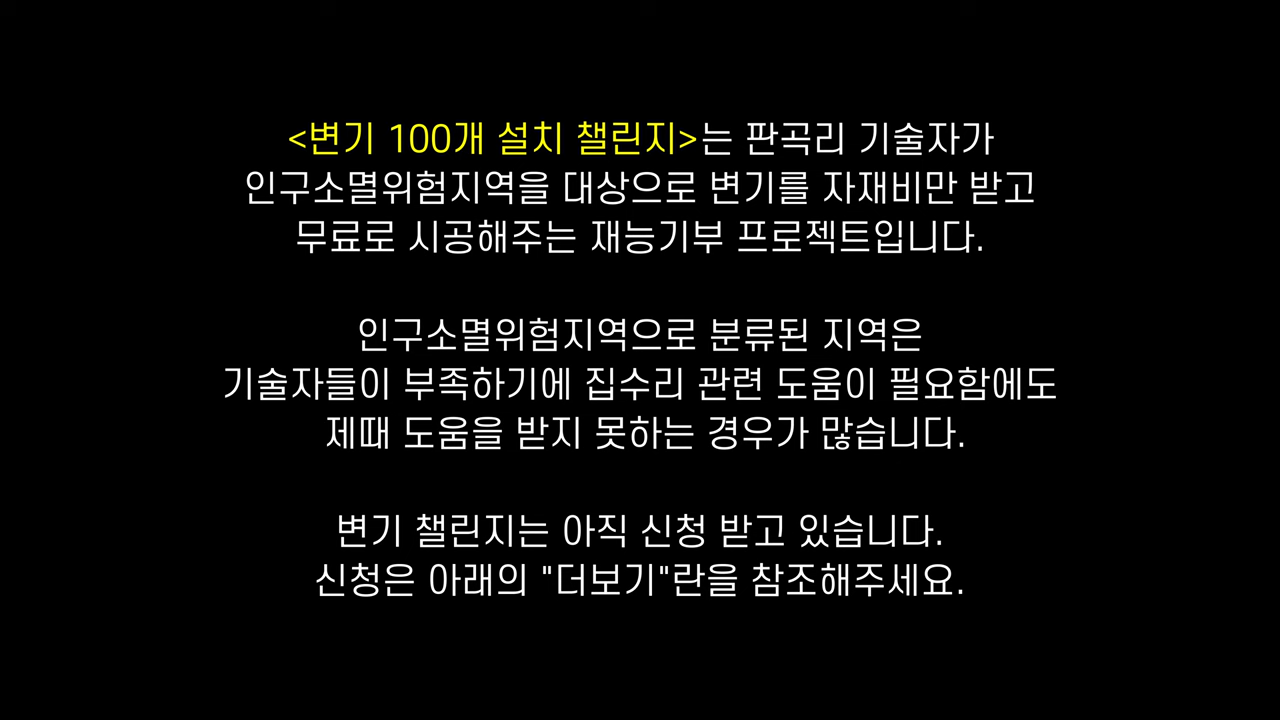 <변기 100개 설치 챌린지>는 판곡리 기술자가
인구소멸위험지역을 대상으로 변기를 자재비만 받고
무료로 시공해주는 재능기부 프로젝트입니다.
인구소멸위험지역으로 분류된 지역은
기술자들이 부족하기에 집수리 관련 도움이 필요함에도
제때 도움을 받지 못하는 경우가 많습니다.
변기 챌린지는 아직 신청 받고 있습니다.
신청은 아래의 "더보기"란을 참조해주세요.